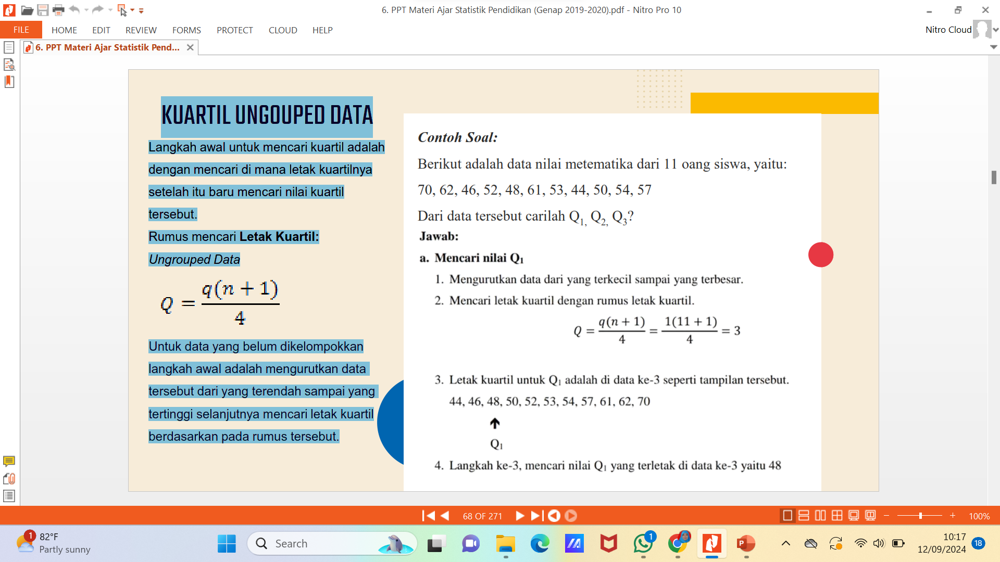 6. PPT Materi Ajar Statistik Pendidikan (Genap 2019-2020).pdf - Nitro Pro 10
FILE HOME EDIT REVIEW FORMS PROTECT CLOUD HELP
Nitro Cloud
6. PPT Materi Ajar Statistik Pend...
KUARTIL UNGOUPED DATA
Langkah awal untuk mencari kuartil adalah
dengan mencari di mana letak kuartilnya
setelah itu baru mencari nilai kuartil
tersebut.
Rumus mencari Letak Kuartil:
Ungrouped Data
Q = q(n + 1) / 4
Untuk data yang belum dikelompokkan
langkah awal adalah mengurutkan data
tersebut dari yang terendah sampai yang
tertinggi selanjutnya mencari letak kuartil
berdasarkan pada rumus tersebut.
Contoh Soal:
Berikut adalah data nilai metematika dari 11 oang siswa, yaitu:
70, 62, 46, 52, 48, 61, 53, 44, 50, 54, 57
Dari data tersebut carilah Q1, Q2, Q3?
Jawab:
a. Mencari nilai Q1
1. Mengurutkan data dari yang terkecil sampai yang terbesar.
2. Mencari letak kuartil dengan rumus letak kuartil.
Q = q(n + 1) / 4 = 1(11 + 1) / 4 = 3
3. Letak kuartil untuk Q1 adalah di data ke-3 seperti tampilan tersebut.
44, 46, 48, 50, 52, 53, 54, 57, 61, 62, 70
Q1
4. Langkah ke-3, mencari nilai Q1 yang terletak di data ke-3 yaitu 48
68 OF 271
100%
1
82°F
Partly sunny
Search
1
P
10:17
12/09/2024
18